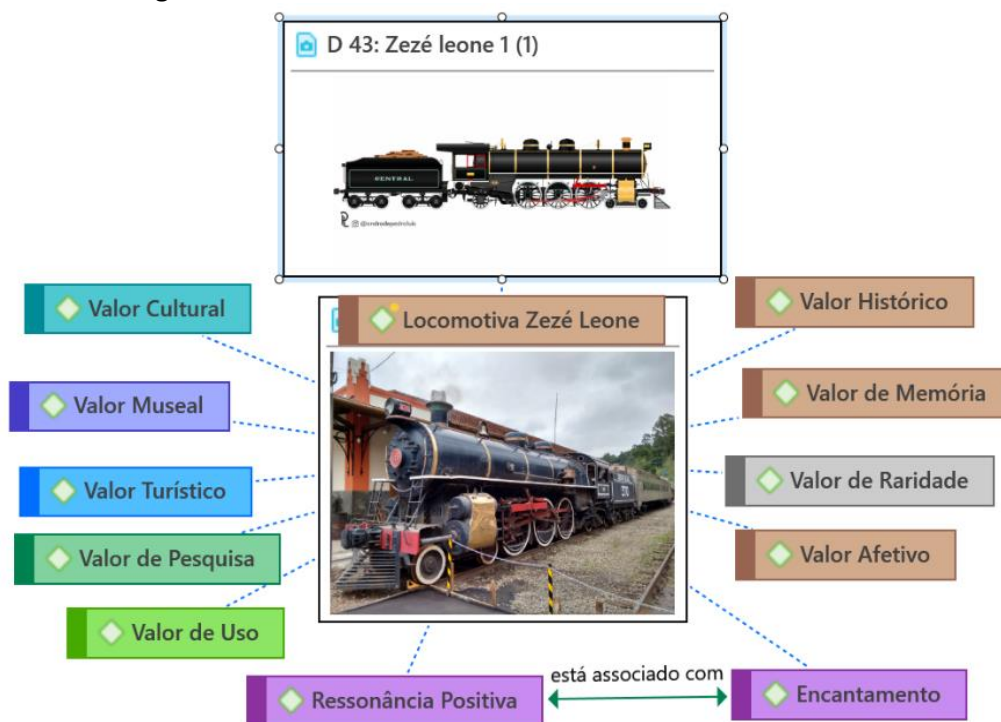 D 43: Zezé leone 1 (1)
CENTRAL
Valor Cultural
Locomotiva Zezé Leone
Valor Histórico
Valor Museal
Valor de Memória
Valor Turístico
Valor de Raridade
Valor de Pesquisa
Valor Afetivo
Valor de Uso
está associado com
Ressonância Positiva
Encantamento